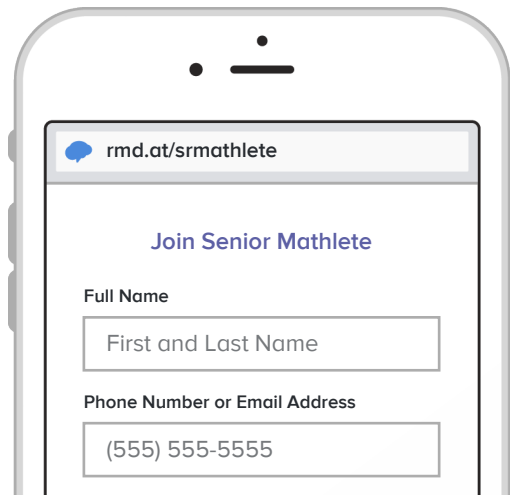 rmd.at/srmathlete
Join Senior Mathlete
Full Name
First and Last Name
Phone Number or Email Address
(555) 555-5555